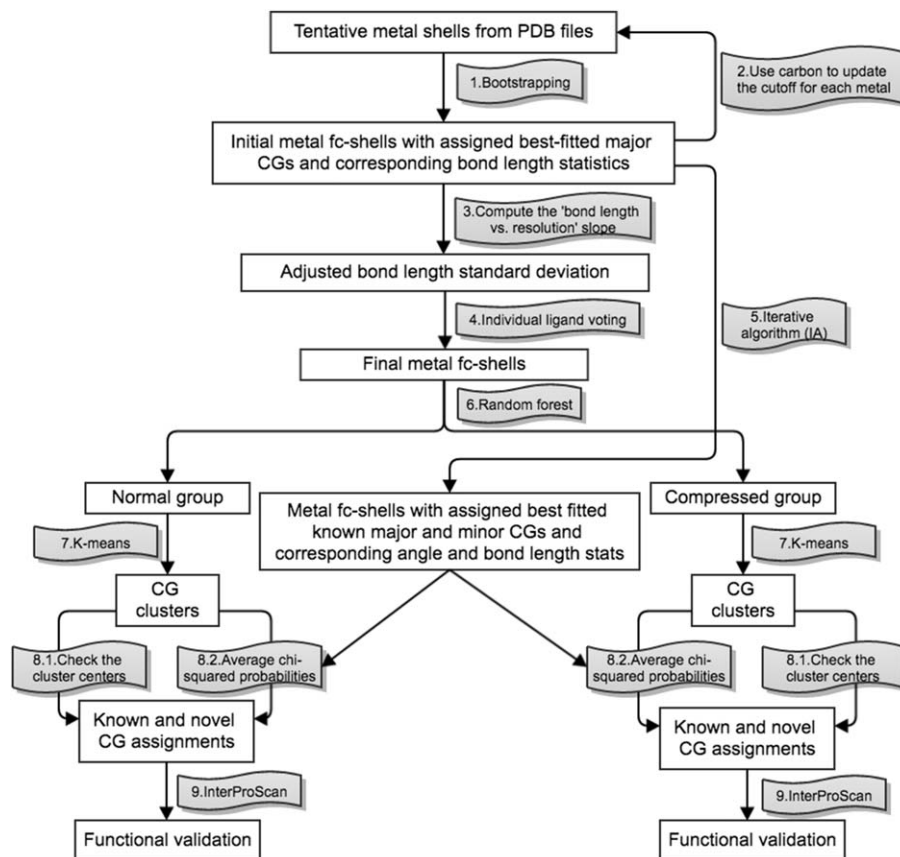 Tentative metal shells from PDB files
1.Bootstrapping
2.Use carbon to update
the cutoff for each metal
Initial metal fc-shells with assigned best-fitted major
CGs and corresponding bond length statistics
3.Compute the 'bond length
vs. resolution' slope
Adjusted bond length standard deviation
4.Individual ligand voting
5.Iterative
algorithm (IA)
Final metal fc-shells
6.Random forest
Normal group
Metal fc-shells with assigned best fitted
known major and minor CGs and
corresponding angle and bond length stats
Compressed group
7.K-means
7.K-means
CG
clusters
CG
clusters
8.1.Check the
cluster centers
8.2.Average chi-
squared probabilities
8.2.Average chi-
squared probabilities
8.1.Check the
cluster centers
Known and novel
CG assignments
Known and novel
CG assignments
9.InterProScan
9.InterProScan
Functional validation
Functional validation